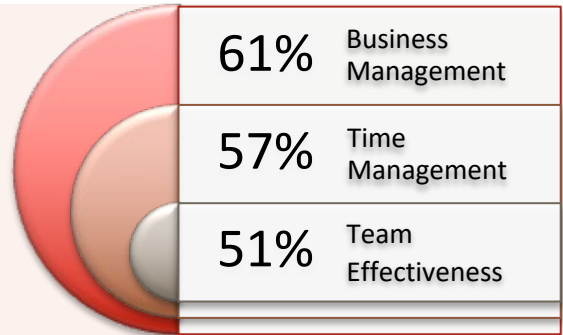 61%
Business
Management
57%
Time
Management
51%
Team
Effectiveness